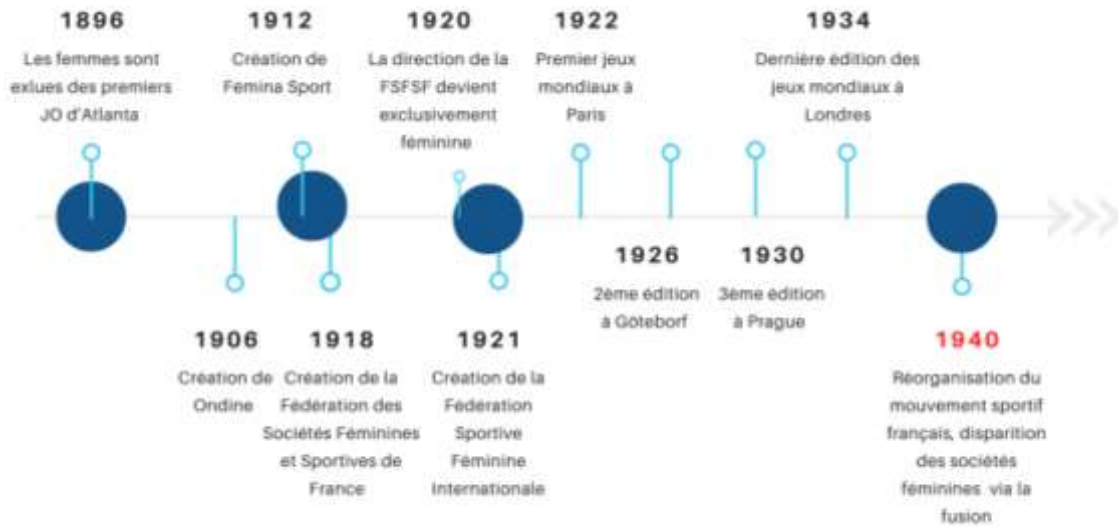 1896
Les femmes sont
exlues des premiers
JO d'Atlanta
1912
Création de
Femina Sport
1920
La direction de la
FSFSF devient
exclusivement
féminine
1922
Premier jeux
mondiaux à
Paris
1934
Dernière édition des
jeux mondiaux à
Londres
1906
Création de
Ondine
1918
Création de la
Fédération des
Sociétés Féminines
et Sportives de
France
1921
Création de la
Fédération
Sportive
Féminine
Internationale
1926
2ème édition
à Göteborf
1930
3ème édition
à Prague
1940
Réorganisation du
mouvement sportif
français, disparition
des sociétés
féminines via la
fusion